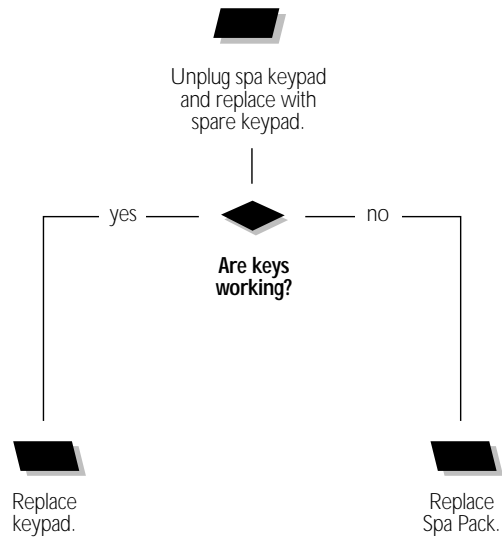 Unplug spa keypad
and replace with
spare keypad.
yes
no
Are keys
working?
Replace
keypad.
Replace
Spa Pack.